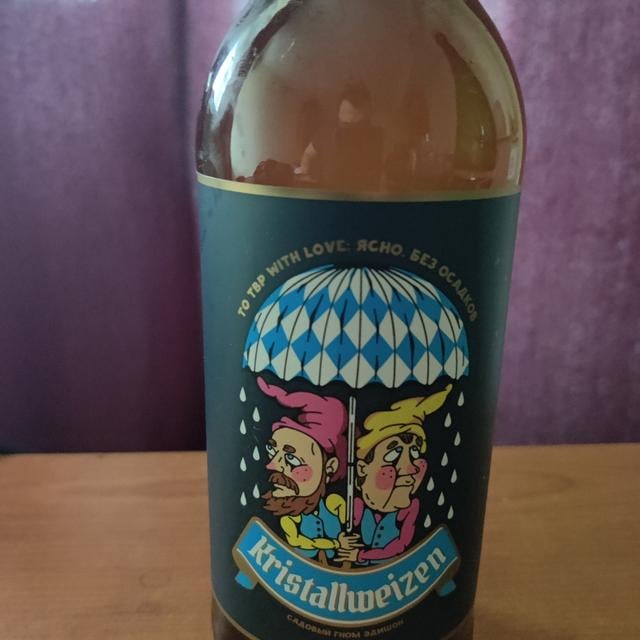 TO TBP WITH LOVE: ЯСНО, БЕЗ ОСАДКОВ
Kristallweizen
САДОВЫЙ ГНОМ ЭДИШОН